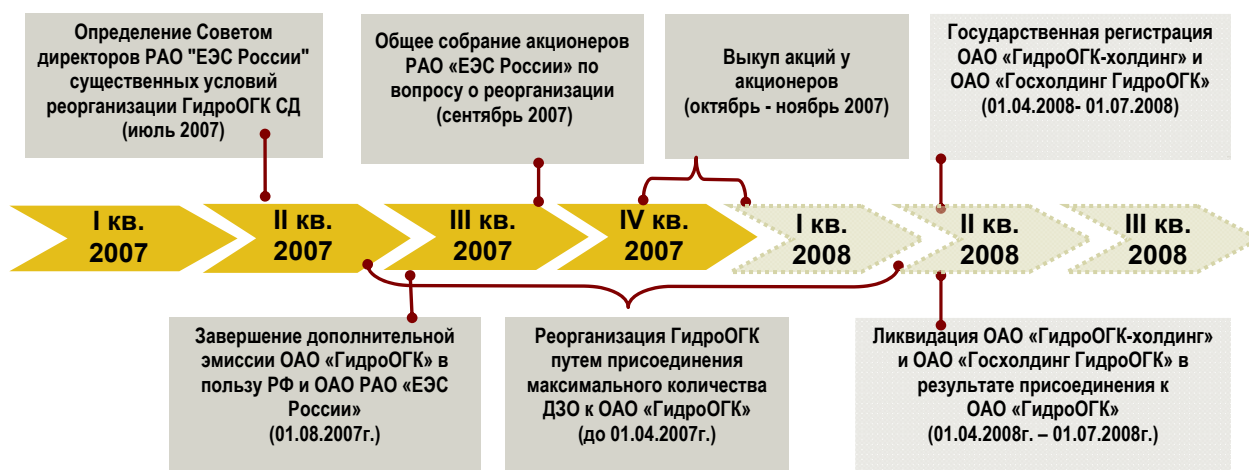 Определение Советом
директоров РАО "ЕЭС России"
существенных условий
реорганизации ГидроОГК СД
(июль 2007)
Общее собрание акционеров
РАО «ЕЭС России» по
вопросу о реорганизации
(сентябрь 2007)
Выкуп акций у
акционеров
(октябрь - ноябрь 2007)
Государственная регистрация
ОАО «ГидроОГК-холдинг» и
ОАО «Госхолдинг ГидроОГК»
(01.04.2008- 01.07.2008)
I кв.
2007
II кв.
2007
III кв.
2007
IV кв.
2007
I кв.
2008
II кв.
2008
III кв.
2008
Завершение дополнительной
эмиссии ОАО «ГидроОГК» в
пользу РФ и ОАО РАО «ЕЭС
России»
(01.08.2007г.)
Реорганизация ГидроОГК
путем присоединения
максимального количества
ДЗО к ОАО «ГидроОГК»
(до 01.04.2007г.)
Ликвидация ОАО «ГидроОГК-холдинг»
и ОАО «Госхолдинг ГидроОГК» в
результате присоединения к
ОАО «ГидроОГК»
(01.04.2008г. – 01.07.2008г.)